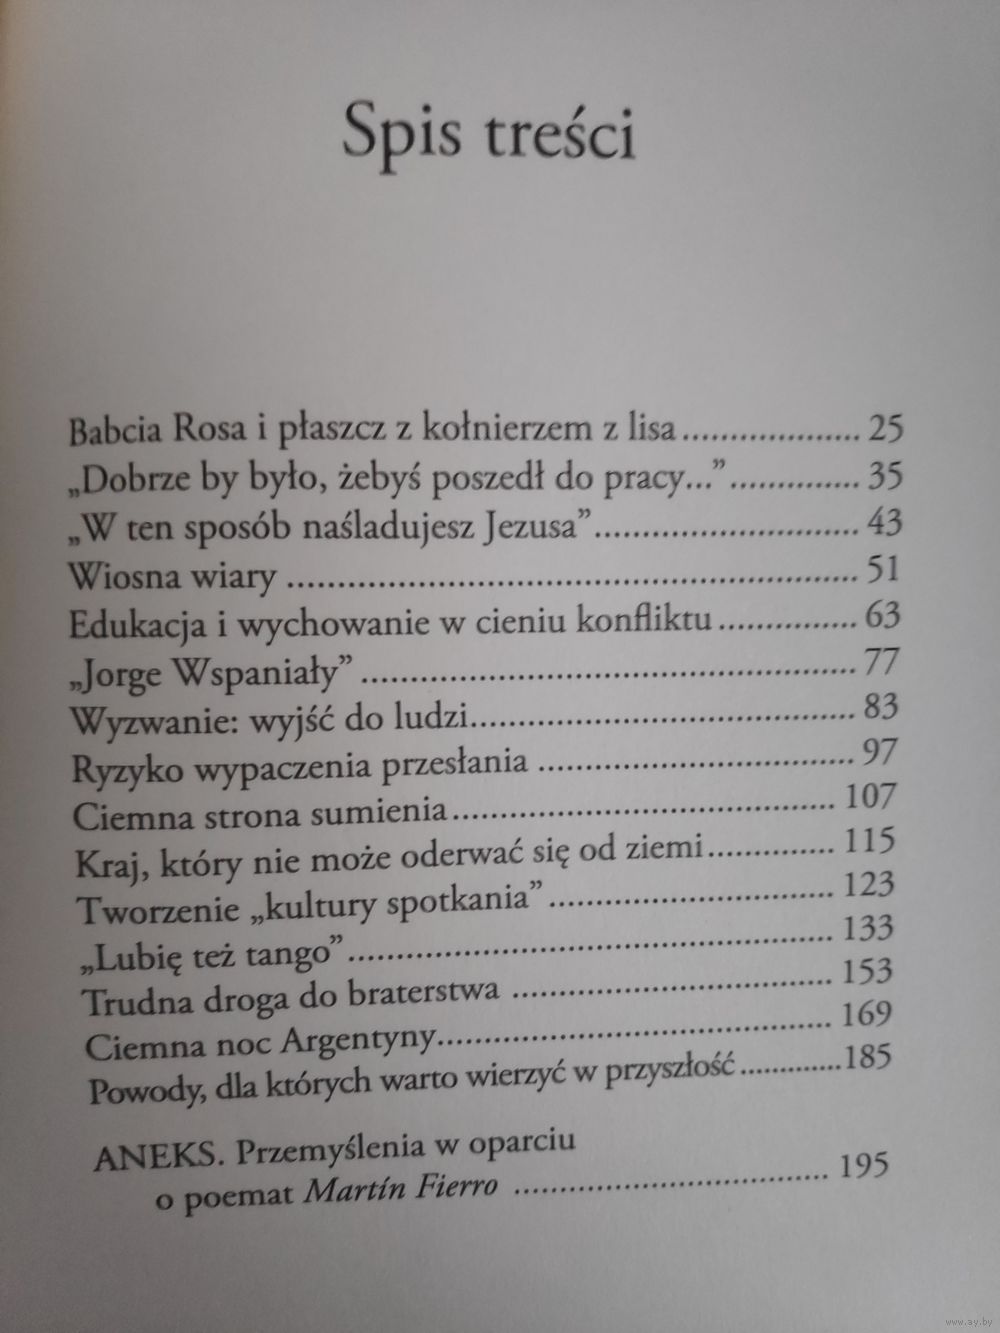 Spis treści
Babcia Rosa i płaszcz z kołnierzem z lisa .................... 25
„Dobrze by było, żebyś poszedł do pracy...” .............. 35
„W ten sposób naśladujesz Jezusa” ............................ 43
Wiosna wiary .......................................................... 51
Edukacja i wychowanie w cieniu konfliktu ............... 63
„Jorge Wspaniały” .................................................. 77
Wyzwanie: wyjść do ludzi ........................................ 83
Ryzyko wypaczenia przesłania ................................. 97
Ciemna strona sumienia ........................................ 107
Kraj, który nie może oderwać się od ziemi .............. 115
Tworzenie „kultury spotkania” .............................. 123
„Lubię też tango” .................................................. 133
Trudna droga do braterstwa .................................. 153
Ciemna noc Argentyny .......................................... 169
Powody, dla których warto wierzyć w przyszłość ............. 185
ANEKS. Przemyślenia w oparciu
o poemat Martín Fierro ................................. 195
www.ay.by